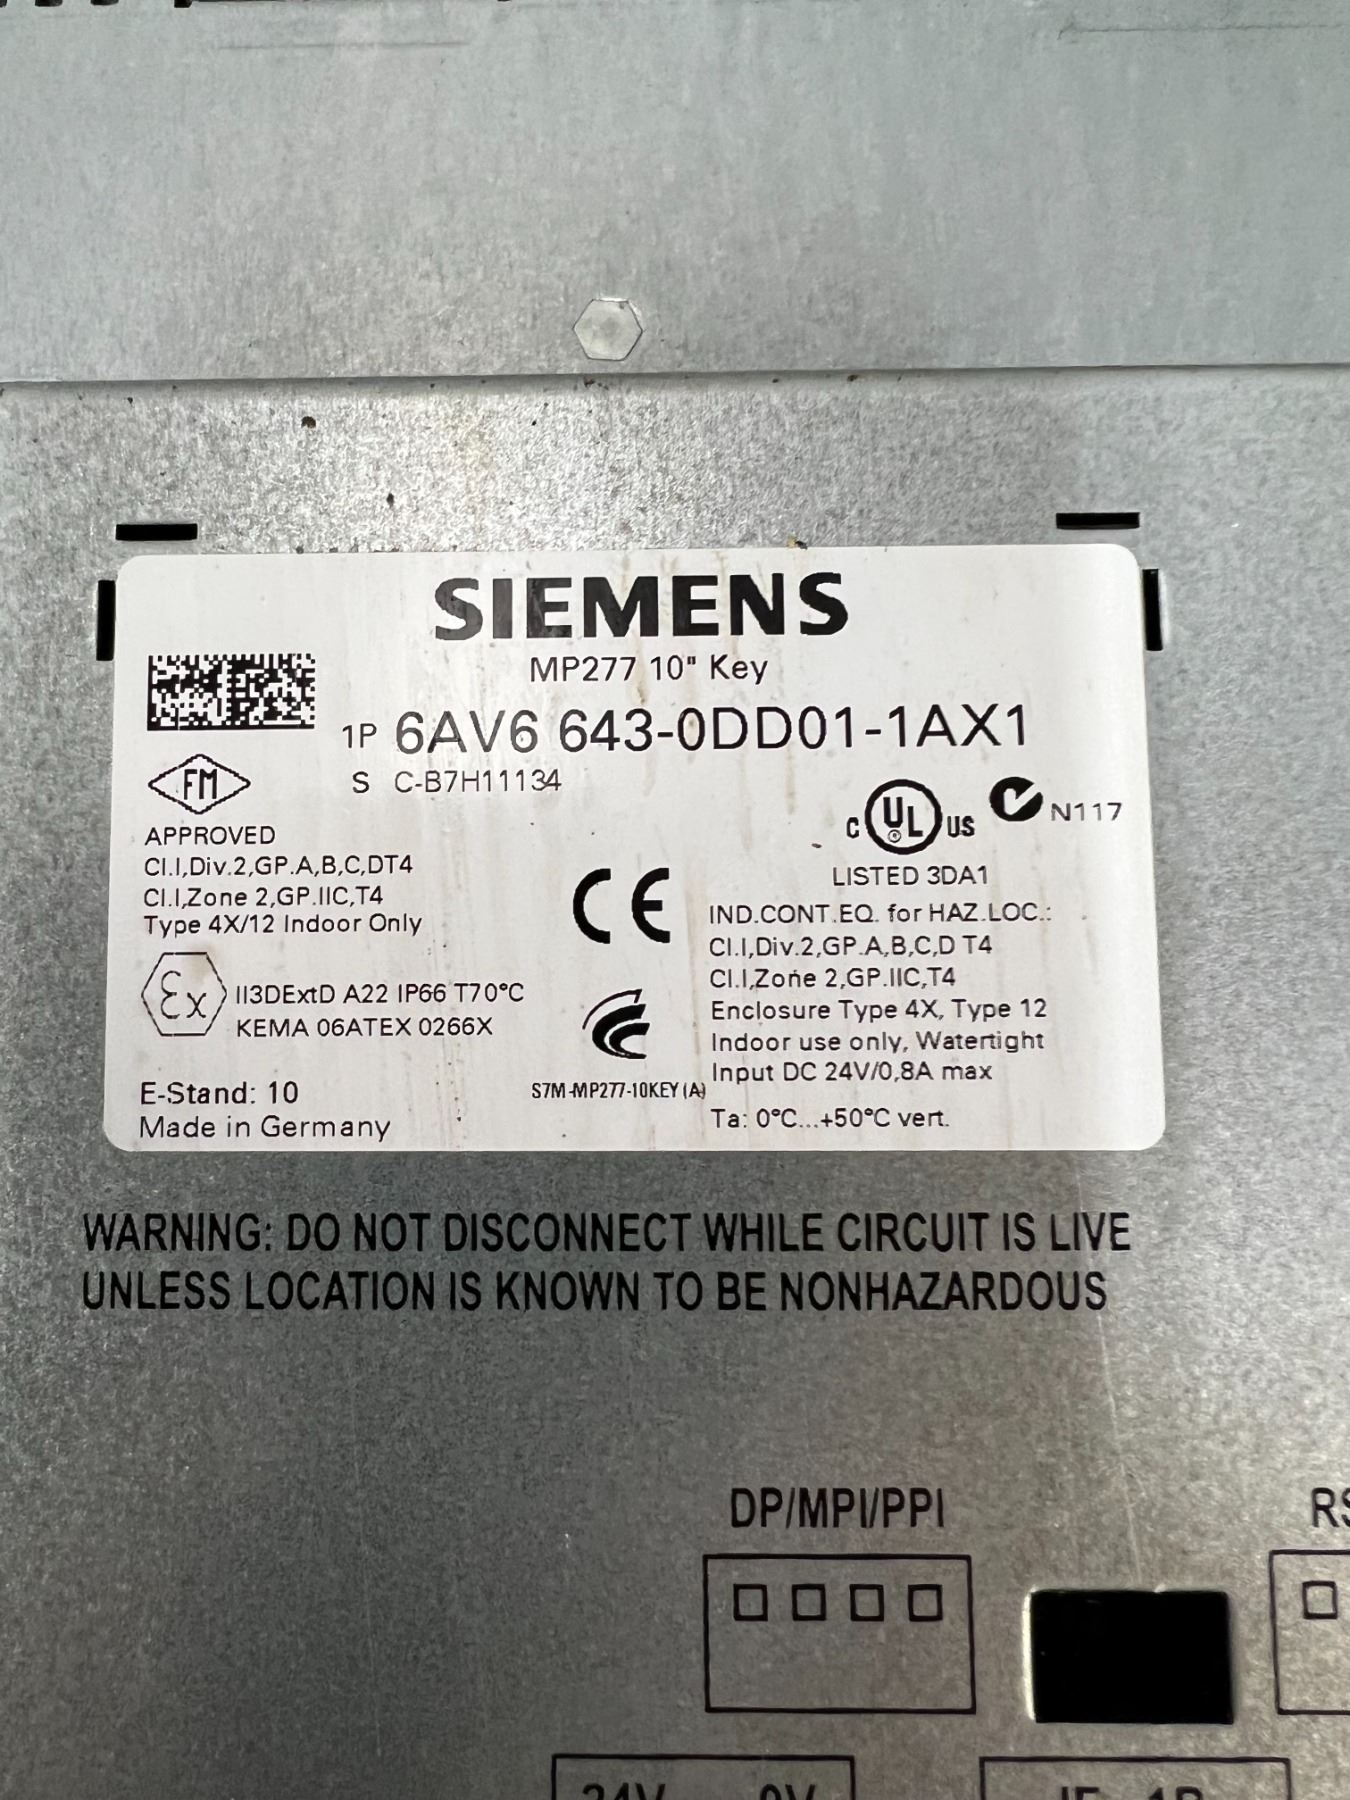 SIEMENS
MP277 10" Key
1P 6AV6 643-0DD01-1AX1
S C-B7H11134
FM
APPROVED
Cl.I,Div.2,GP.A,B,C,DT4
Cl.I,Zone 2,GP.IIC,T4
Type 4X/12 Indoor Only
C UL US
N117
LISTED 3DA1
IND.CONT.EQ. for HAZ.LOC.:
Cl.I,Div.2,GP.A,B,C,D T4
Cl.I,Zone 2,GP.IIC,T4
Enclosure Type 4X, Type 12
Indoor use only, Watertight
Input DC 24V/0,8A max
Ta: 0°C...+50°C vert.
CE
Ex
II3DExtD A22 IP66 T70°C
KEMA 06ATEX 0266X
S7M-MP277-10KEY(A)
E-Stand: 10
Made in Germany
WARNING: DO NOT DISCONNECT WHILE CIRCUIT IS LIVE
UNLESS LOCATION IS KNOWN TO BE NONHAZARDOUS
DP/MPI/PPI
24V 0V